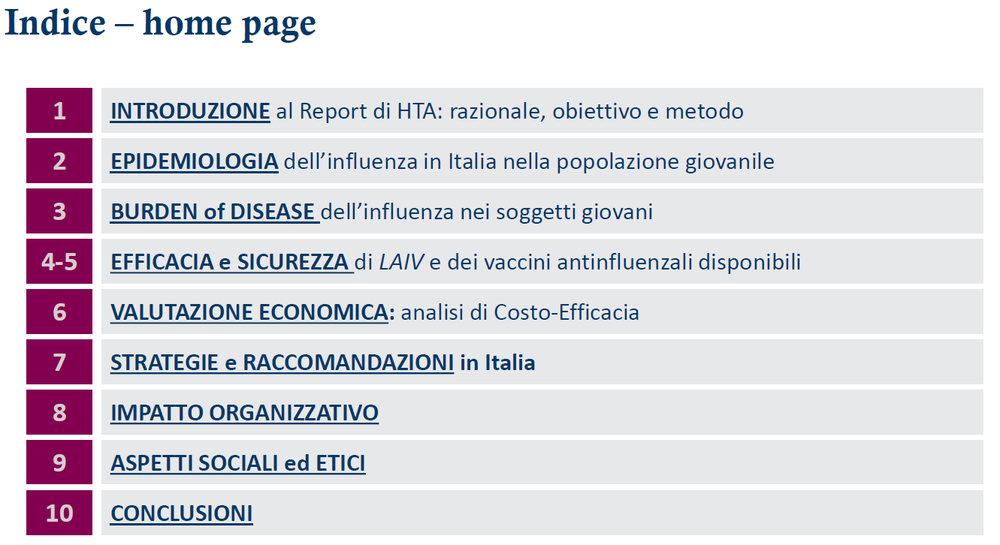 Indice – home page
1 INTRODUZIONE al Report di HTA: razionale, obiettivo e metodo
2 EPIDEMIOLOGIA dell’influenza in Italia nella popolazione giovanile
3 BURDEN of DISEASE dell’influenza nei soggetti giovani
4-5 EFFICACIA e SICUREZZA di LAIV e dei vaccini antinfluenzali disponibili
6 VALUTAZIONE ECONOMICA: analisi di Costo-Efficacia
7 STRATEGIE e RACCOMANDAZIONI in Italia
8 IMPATTO ORGANIZZATIVO
9 ASPETTI SOCIALI ed ETICI
10 CONCLUSIONI